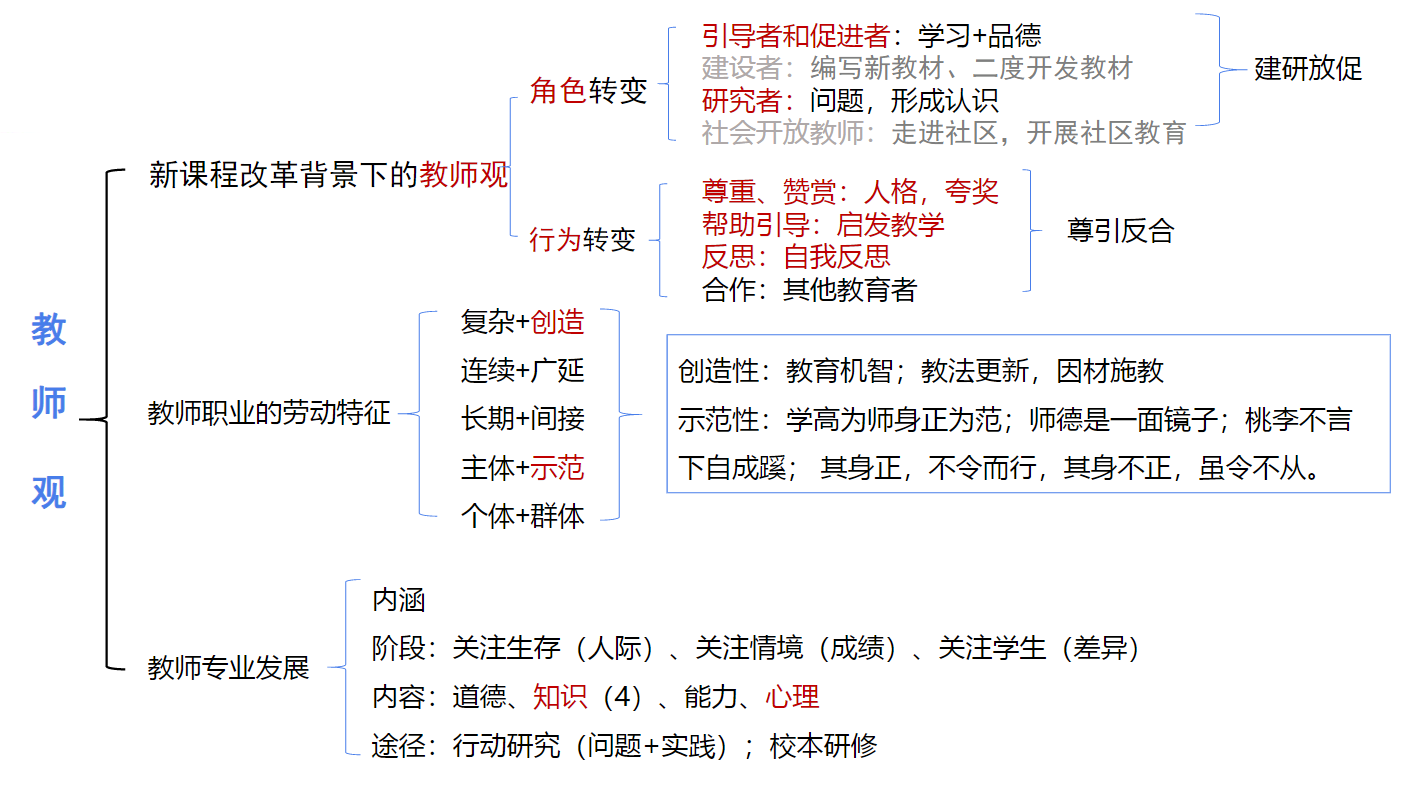 教师观
新课程改革背景下的教师观
角色转变
引导者和促进者：学习+品德
建设者：编写新教材、二度开发教材
研究者：问题，形成认识
社会开放教师：走进社区，开展社区教育
建研放促
行为转变
尊重、赞赏：人格，夸奖
帮助引导：启发教学
反思：自我反思
合作：其他教育者
尊引反合
教师职业的劳动特征
复杂+创造
连续+广延
长期+间接
主体+示范
个体+群体
创造性：教育机智；教法更新，因材施教
示范性：学高为师身正为范；师德是一面镜子；桃李不言
下自成蹊； 其身正，不令而行，其身不正，虽令不从。
教师专业发展
内涵
阶段：关注生存（人际）、关注情境（成绩）、关注学生（差异）
内容：道德、知识（4）、能力、心理
途径：行动研究（问题+实践）；校本研修